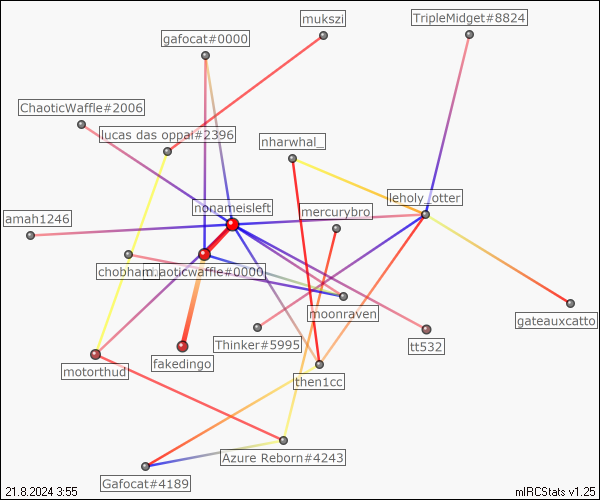 mukszi
TripleMidget#8824
gafocat#0000
ChaoticWaffle#2006
lucas das oppai#2396
nharwhal_
leholy_otter
nonameisleft
mercurybro
amah1246
chobham
aoticwaffle#0000
moonraven
gateauxcatto
Thinker#5995
tt532
fakedingo
motorthud
then1cc
Azure Reborn#4243
Gafocat#4189
21.8.2024 3:55
mIRCStats v1.25